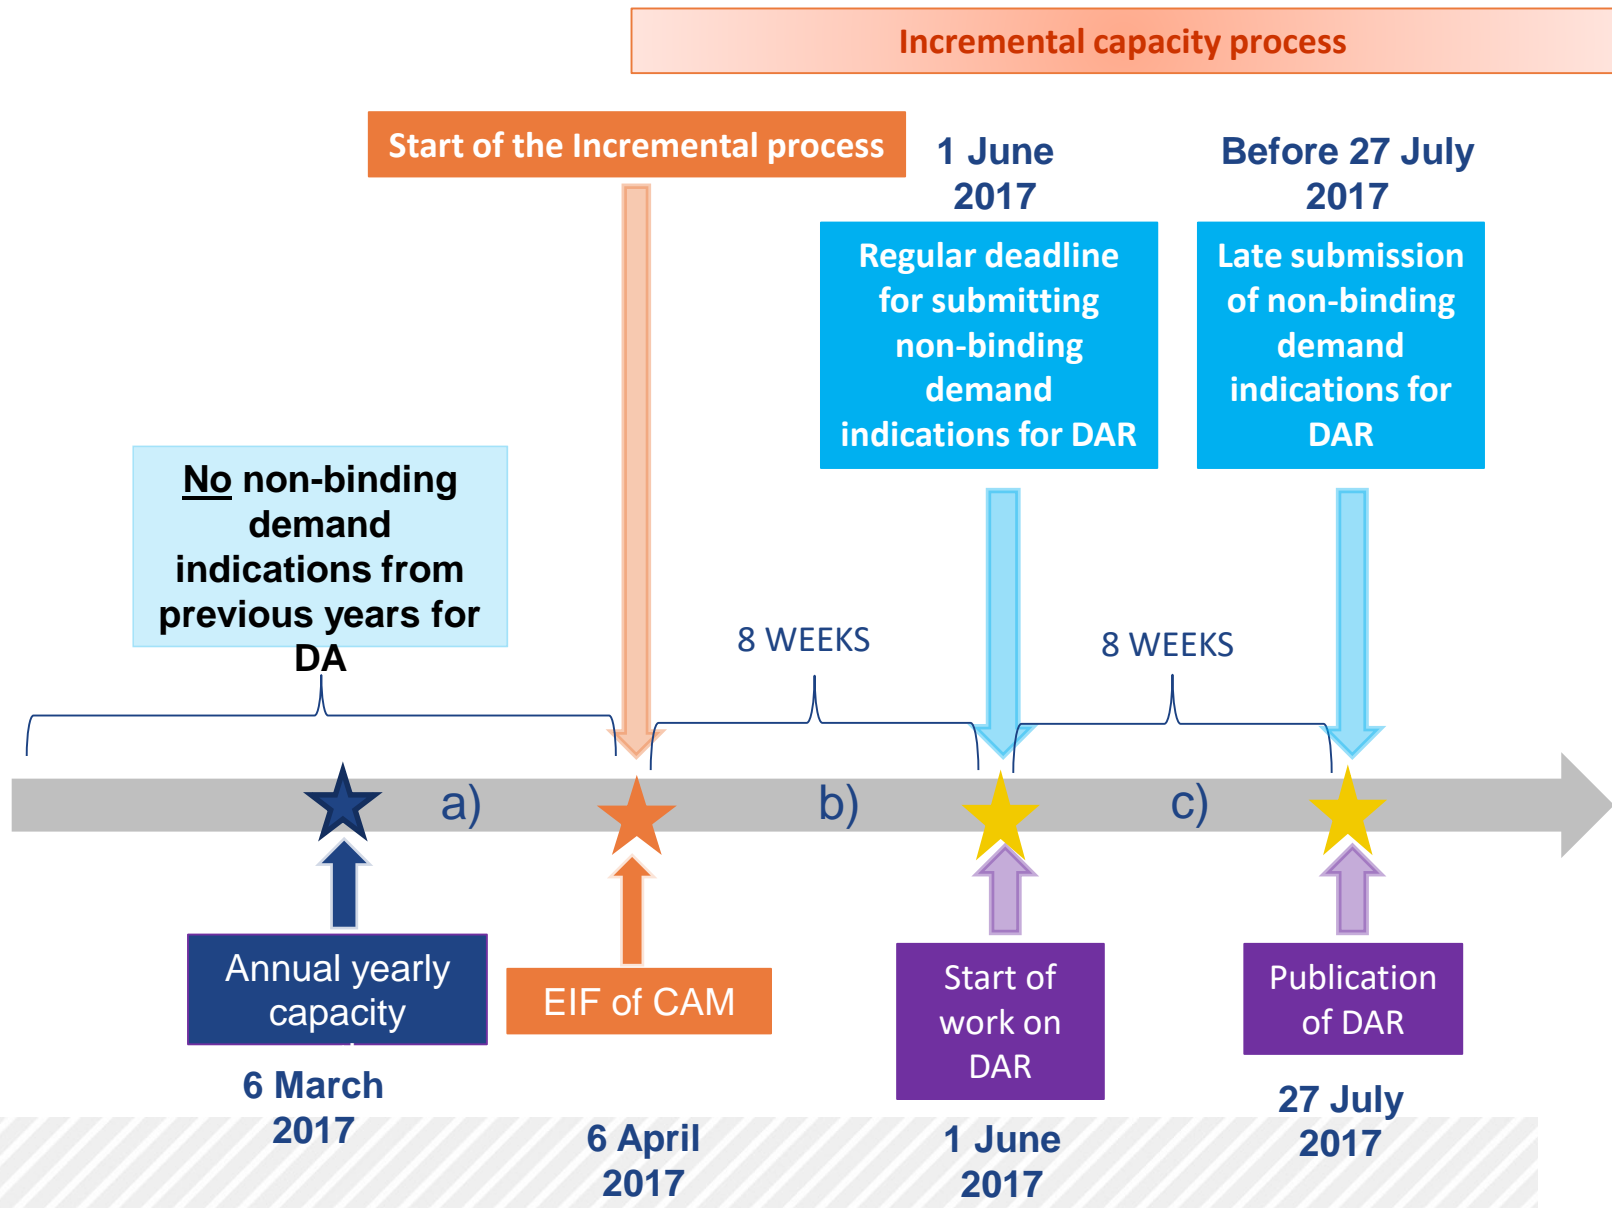 Incremental capacity process
Start of the Incremental process
1 June
2017
Before 27 July
2017
Regular deadline
for submitting
non-binding
demand
indications for DAR
Late submission
of non-binding
demand
indications for
DAR
No non-binding
demand
indications from
previous years for
DA
8 WEEKS
8 WEEKS
a)
b)
c)
Annual yearly
capacity
EIF of CAM
Start of
work on
DAR
Publication
of DAR
6 March
2017
6 April
2017
1 June
2017
27 July
2017